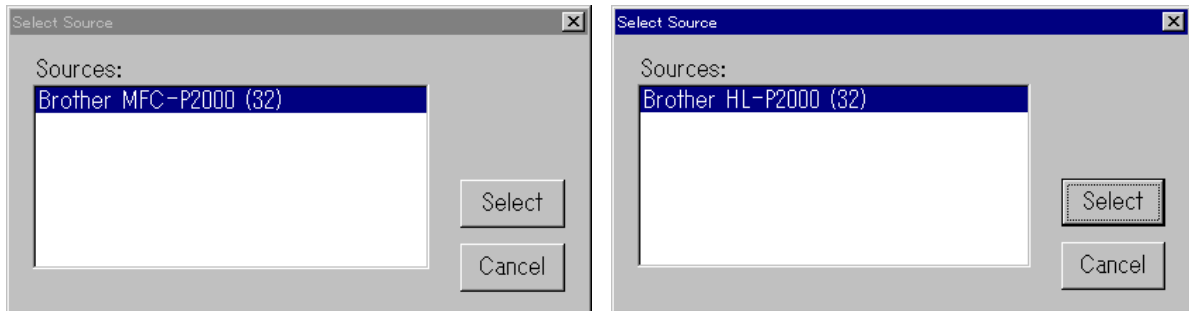 Select Source
Sources:
Brother MFC-P2000 (32)
Select
Cancel
Select Source
Sources:
Brother HL-P2000 (32)
Select
Cancel